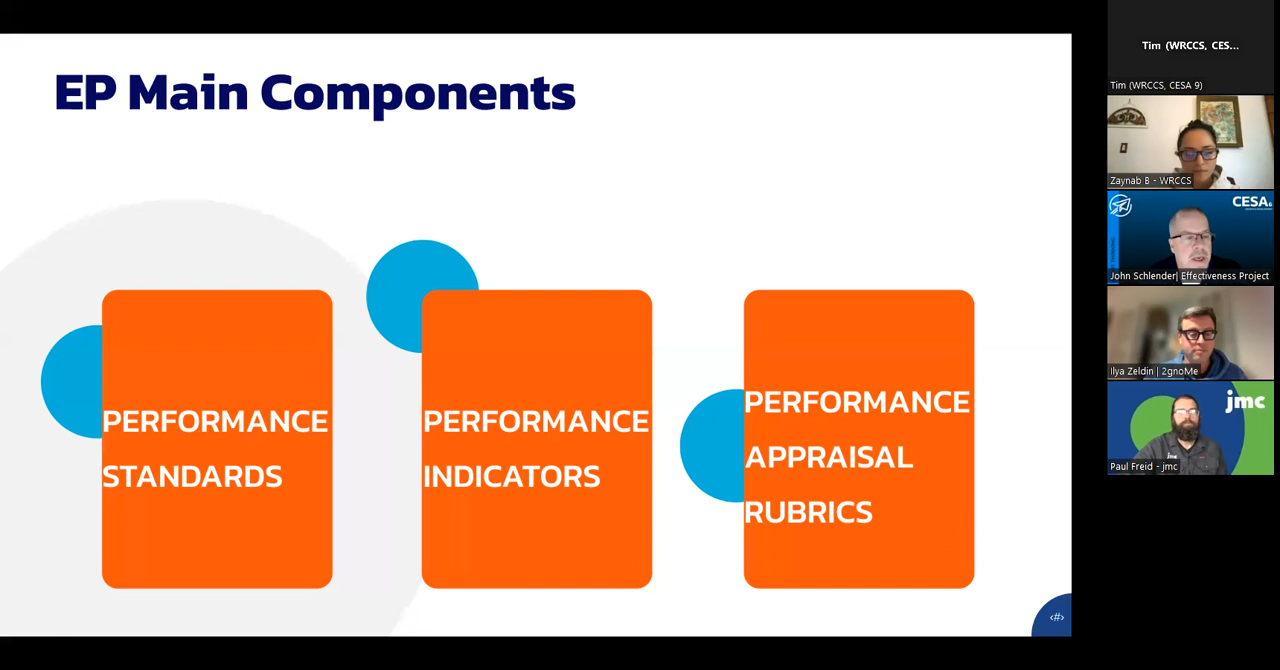 EP Main Components
PERFORMANCE
STANDARDS
PERFORMANCE
INDICATORS
PERFORMANCE
APPRAISAL
RUBRICS
‹#›
Tim (WRCCS, CES...
Tim (WRCCS, CESA 9)
Zaynab B - WRCCS
CESA
John Schlender| Effectiveness Project
Ilya Zeldin | 2gnoMe
jmc
Paul Freid - jmc